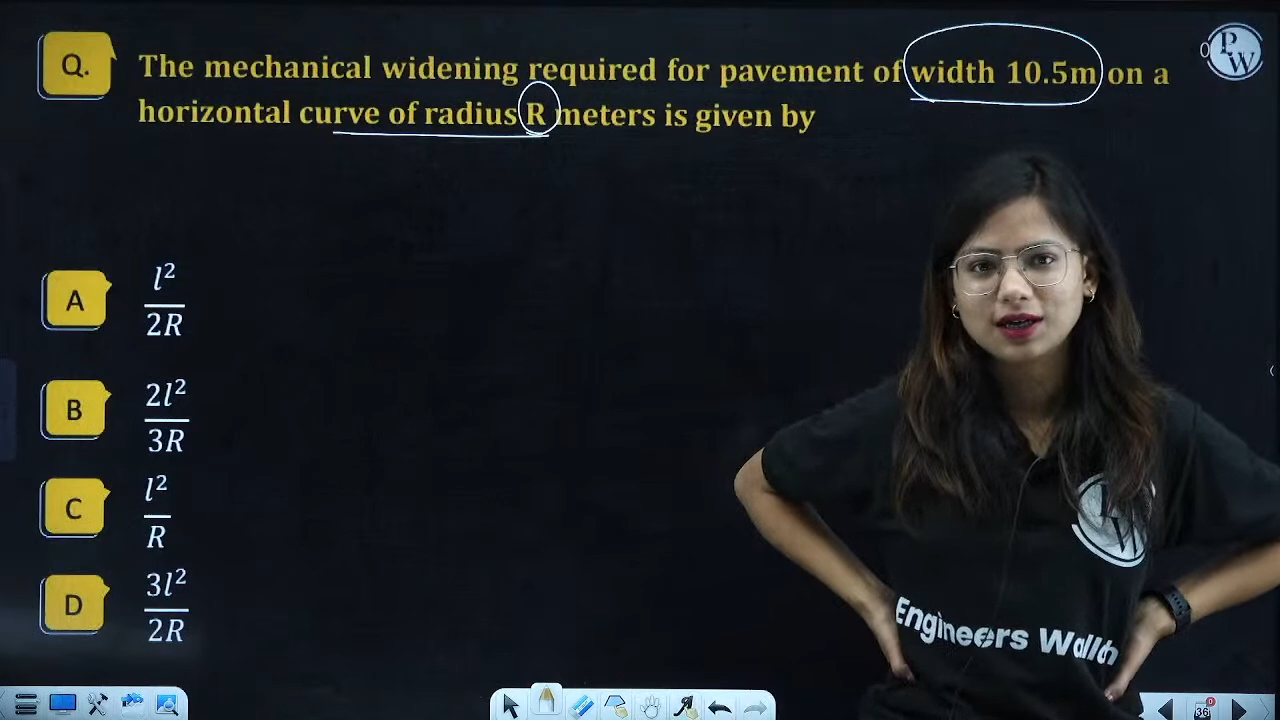 Q.
The mechanical widening required for pavement of width 10.5m on a
horizontal curve of radius R meters is given by
P
W
A
l²/2R
B
2l²/3R
C
l²/R
D
3l²/2R
P
W
Engineers Wallah
36